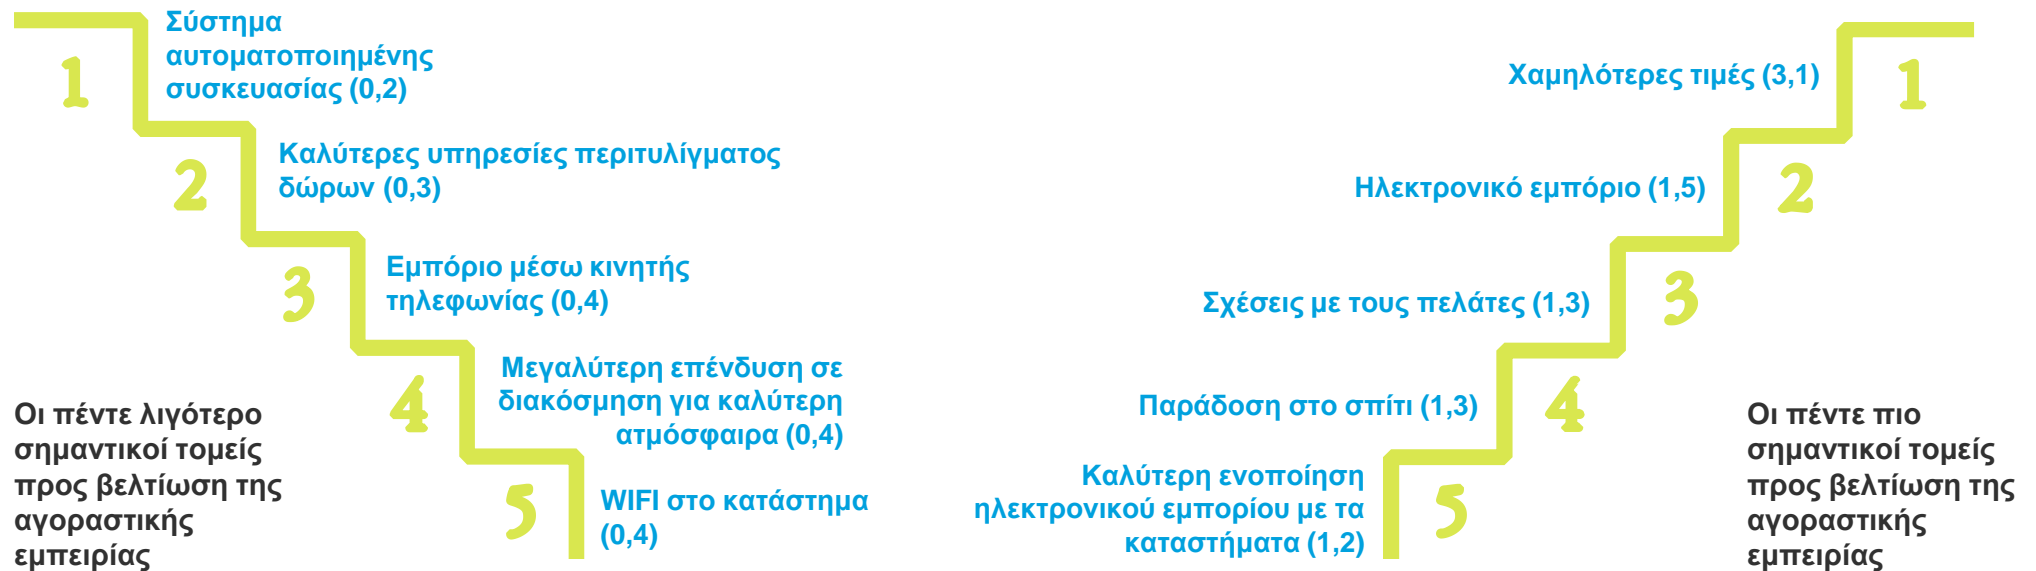 1
Σύστημα
αυτοματοποιημένης
συσκευασίας (0,2)
2
Καλύτερες υπηρεσίες περιτυλίγματος
δώρων (0,3)
3
Εμπόριο μέσω κινητής
τηλεφωνίας (0,4)
4
Μεγαλύτερη επένδυση σε
διακόσμηση για καλύτερη
ατμόσφαιρα (0,4)
5
WIFI στο κατάστημα
(0,4)
Οι πέντε λιγότερο
σημαντικοί τομείς
προς βελτίωση της
αγοραστικής
εμπειρίας
Χαμηλότερες τιμές (3,1)
1
Ηλεκτρονικό εμπόριο (1,5)
2
Σχέσεις με τους πελάτες (1,3)
3
Παράδοση στο σπίτι (1,3)
4
Καλύτερη ενοποίηση
ηλεκτρονικού εμπορίου με τα
καταστήματα (1,2)
5
Οι πέντε πιο
σημαντικοί τομείς
προς βελτίωση της
αγοραστικής
εμπειρίας